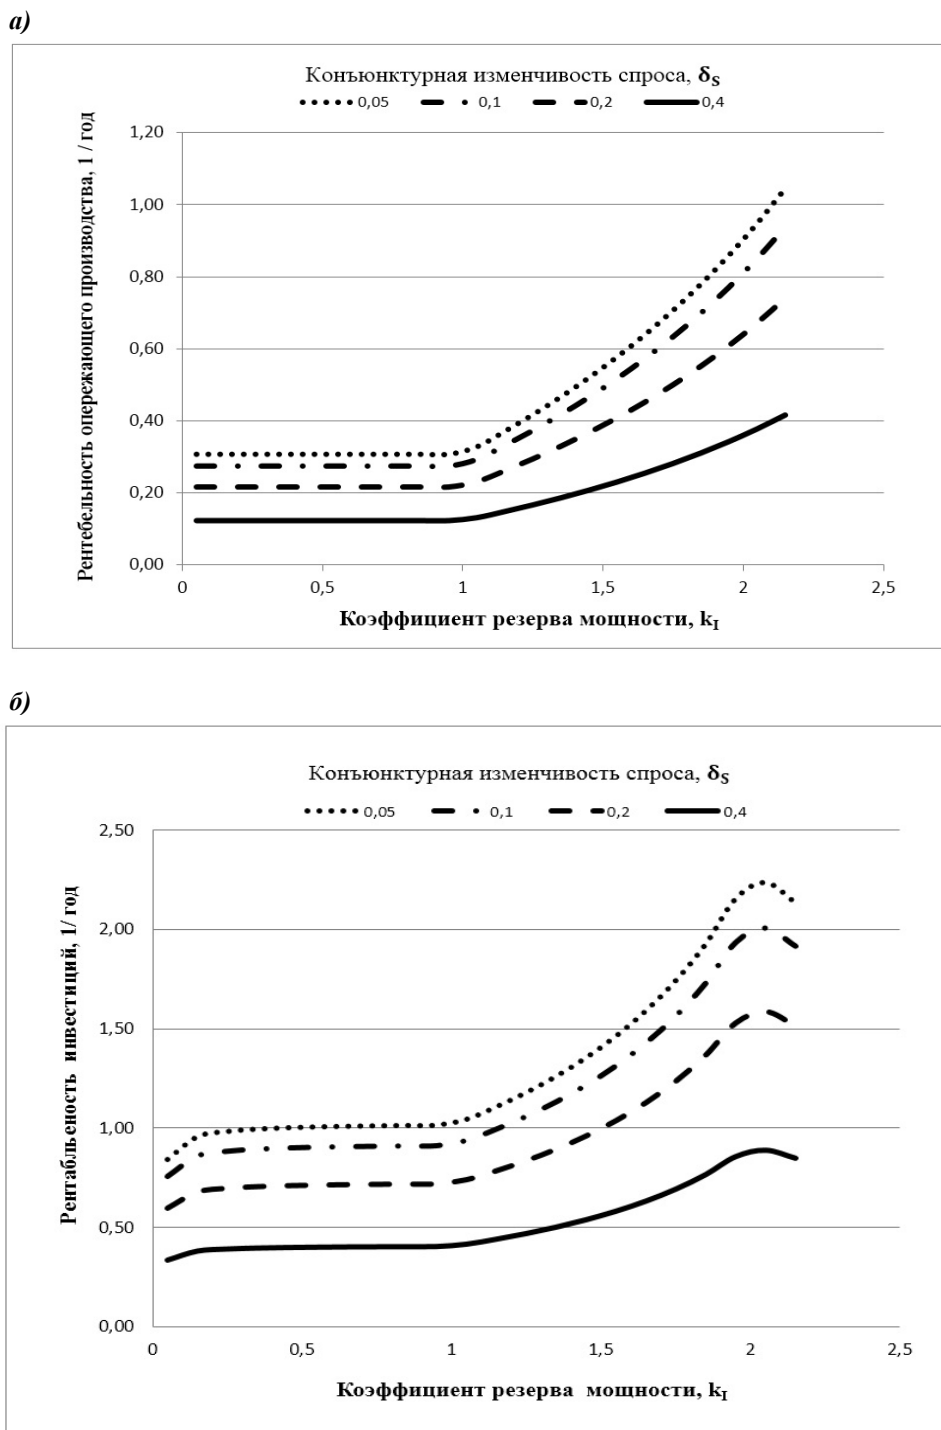 а)
Конъюнктурная изменчивость спроса, δS
0,05 0,1 0,2 0,4
Рентебельность опережающего производства, 1 / год
1,20
1,00
0,80
0,60
0,40
0,20
0,00
0 0,5 1 1,5 2 2,5
Коэффициент резерва мощности, kI
б)
Конъюнктурная изменчивость спроса, δS
0,05 0,1 0,2 0,4
Рентабльеность инвестиций, 1/ год
2,50
2,00
1,50
1,00
0,50
0,00
0 0,5 1 1,5 2 2,5
Коэффициент резерва мощности, kI